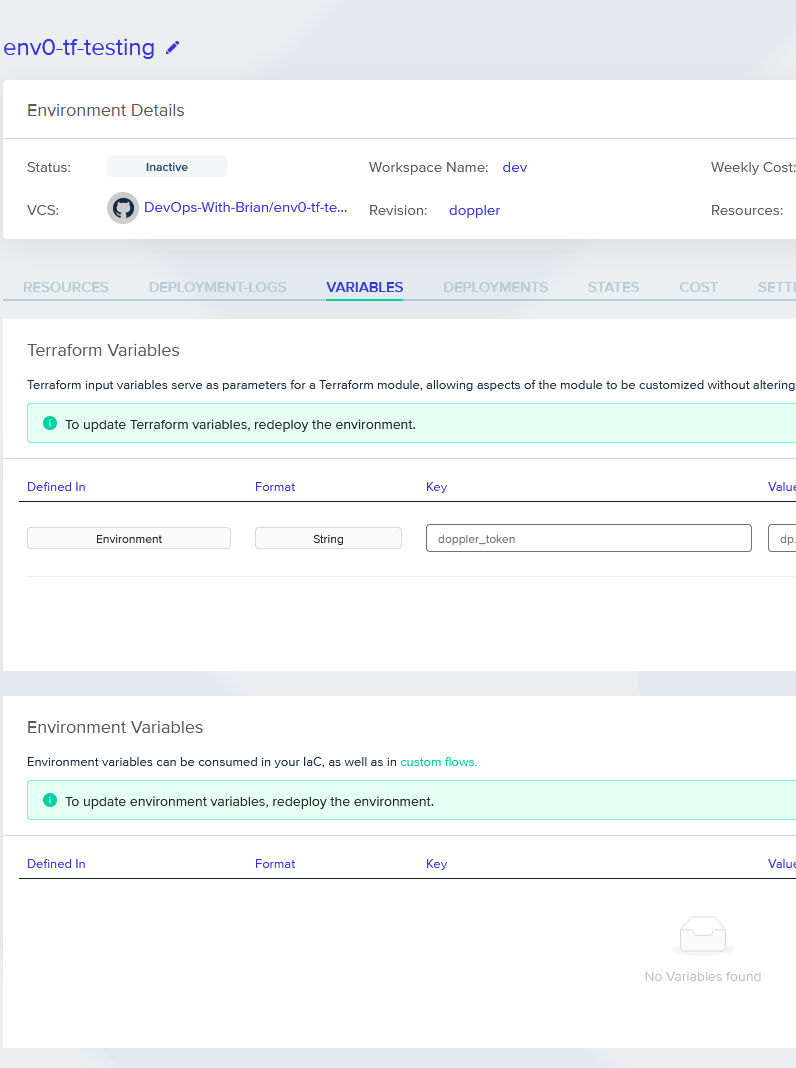 env0-tf-testing
Environment Details
Status: Inactive Workspace Name: dev Weekly Cost:
VCS: DevOps-With-Brian/env0-tf-te... Revision: doppler Resources:
RESOURCES DEPLOYMENT-LOGS VARIABLES DEPLOYMENTS STATES COST SETTI
Terraform Variables
Terraform input variables serve as parameters for a Terraform module, allowing aspects of the module to be customized without altering
To update Terraform variables, redeploy the environment.
Defined In Format Key Value
Environment String doppler_token dp.
Environment Variables
Environment variables can be consumed in your IaC, as well as in custom flows.
To update environment variables, redeploy the environment.
Defined In Format Key Value
No Variables found